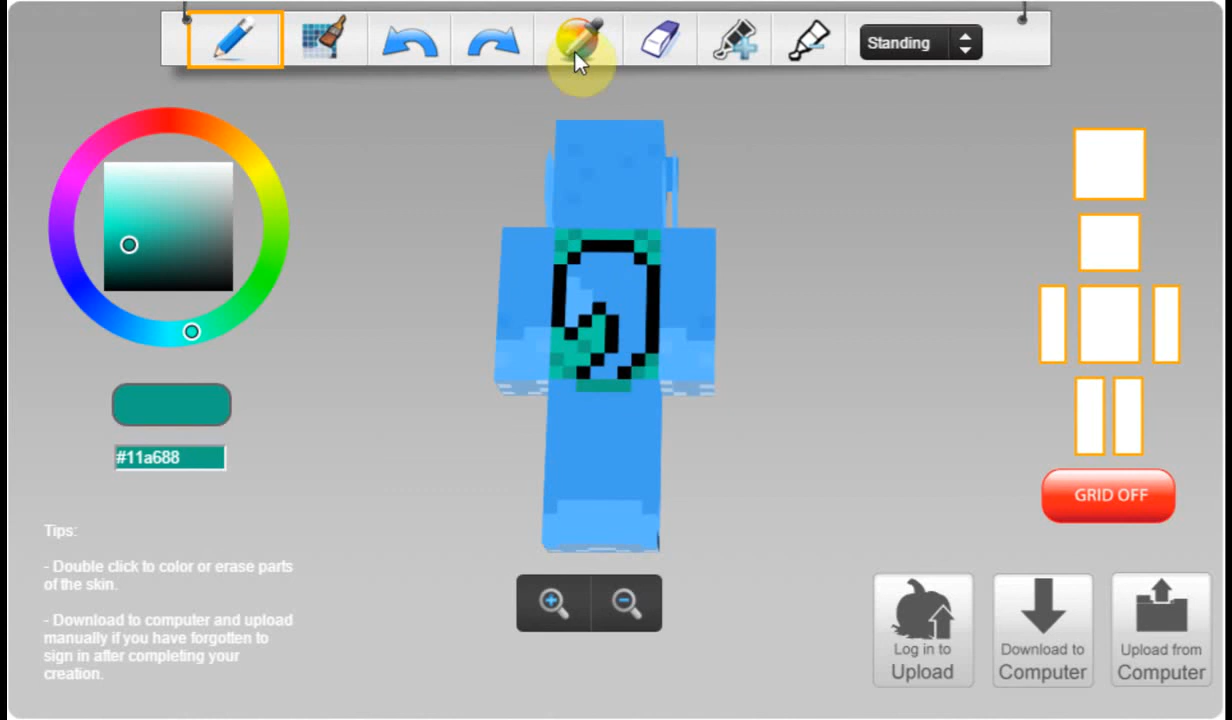 Standing
#11a688
Tips:
- Double click to color or erase parts
of the skin.
- Download to computer and upload
manually if you have forgotten to
sign in after completing your
creation.
GRID OFF
Log in to
Upload
Download to
Computer
Upload from
Computer